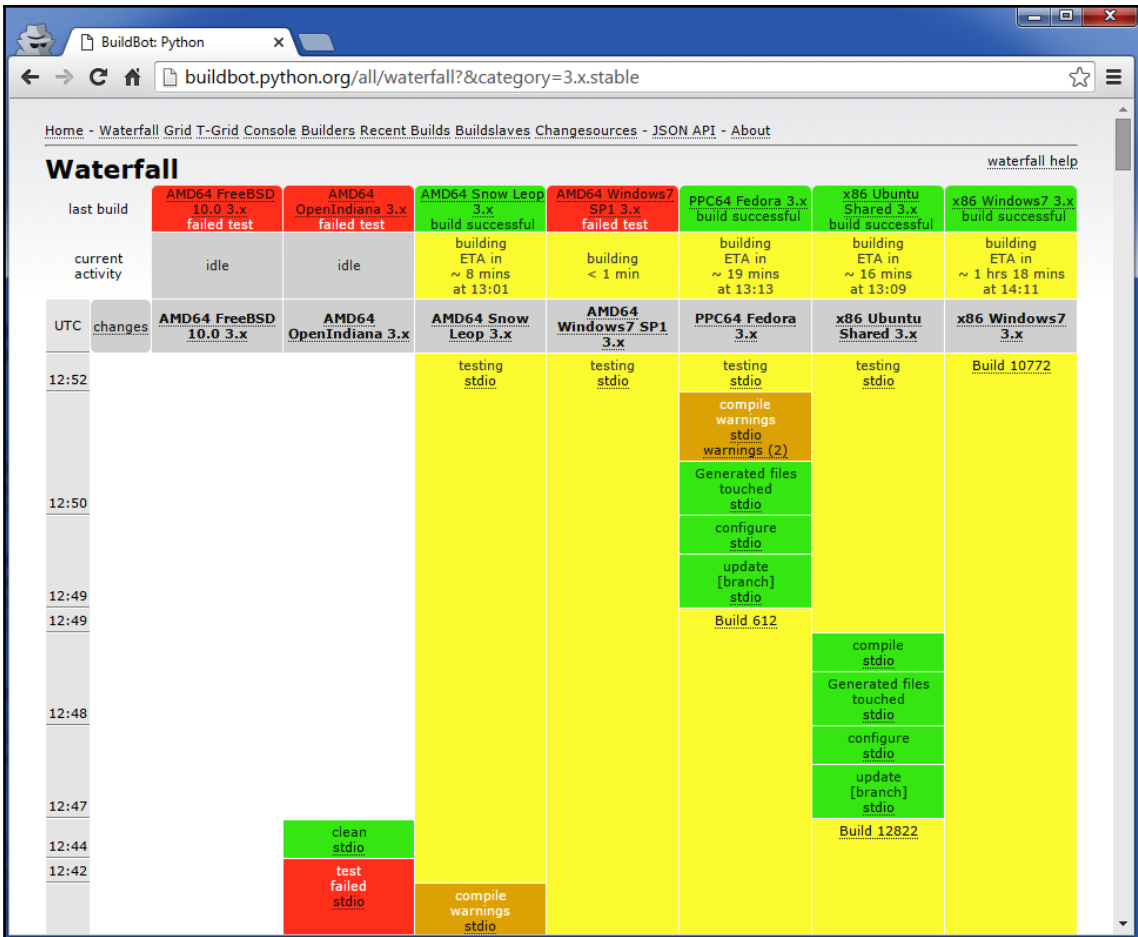 BuildBot: Python
buildbot.python.org/all/waterfall?&category=3.x.stable
Home - Waterfall Grid T-Grid Console Builders Recent Builds Buildslaves Changesources - JSON API - About
Waterfall
waterfall help
last build
AMD64 FreeBSD
10.0 3.x
failed test
AMD64
OpenIndiana 3.x
failed test
AMD64 Snow Leop
3.x
build successful
AMD64 Windows7
SP1 3.x
failed test
PPC64 Fedora 3.x
build successful
x86 Ubuntu
Shared 3.x
build successful
x86 Windows7 3.x
build successful
current
activity
idle
idle
building
ETA in
~ 8 mins
at 13:01
building
< 1 min
building
ETA in
~ 19 mins
at 13:13
building
ETA in
~ 16 mins
at 13:09
building
ETA in
~ 1 hrs 18 mins
at 14:11
UTC
changes
AMD64 FreeBSD
10.0 3.x
AMD64
OpenIndiana 3.x
AMD64 Snow
Leop 3.x
AMD64
Windows7 SP1
3.x
PPC64 Fedora
3.x
x86 Ubuntu
Shared 3.x
x86 Windows7
3.x
12:52
testing
stdio
testing
stdio
testing
stdio
testing
stdio
Build 10772
compile
warnings
stdio
warnings (2)
12:50
Generated files
touched
stdio
configure
stdio
12:49
update
[branch]
stdio
12:49
Build 612
compile
stdio
12:48
Generated files
touched
stdio
configure
stdio
12:47
update
[branch]
stdio
12:44
clean
stdio
Build 12822
12:42
test
failed
stdio
compile
warnings
stdio